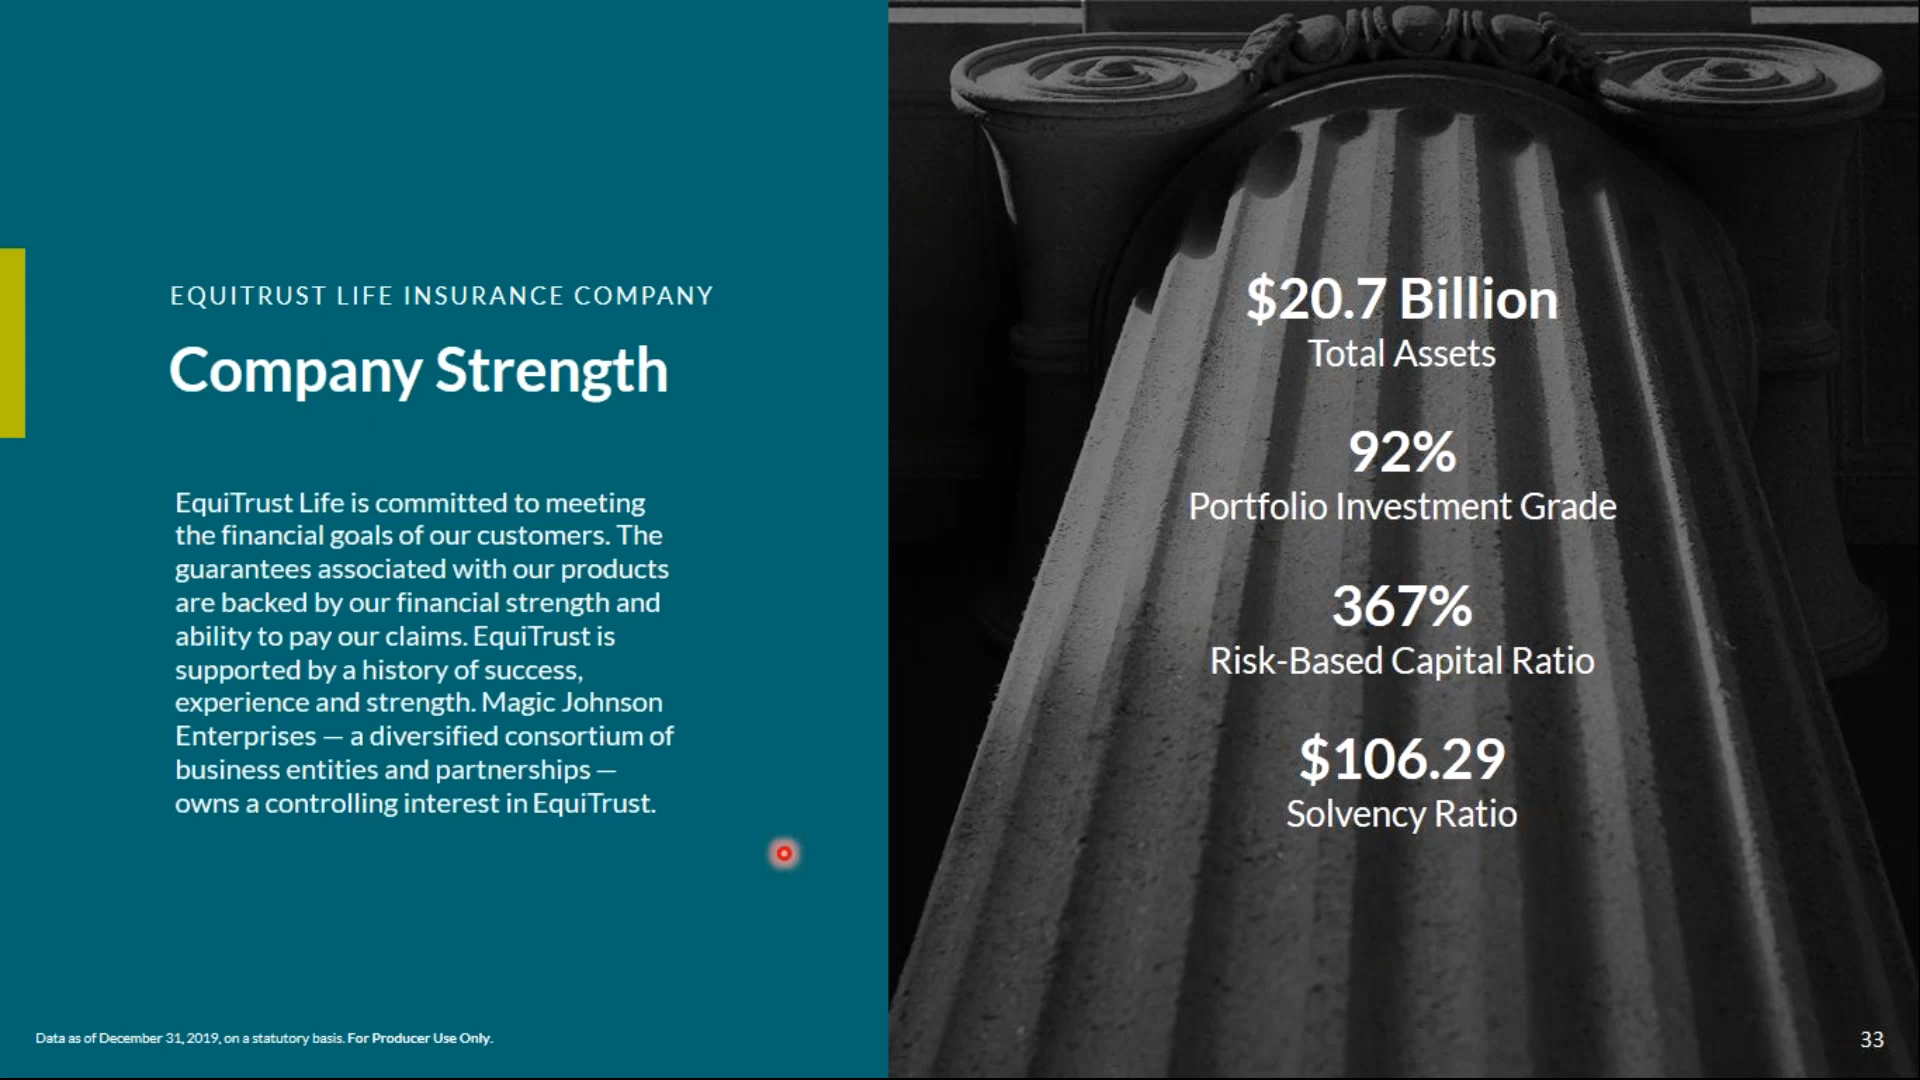 EQUITRUST LIFE INSURANCE COMPANY
Company Strength
EquiTrust Life is committed to meeting
the financial goals of our customers. The
guarantees associated with our products
are backed by our financial strength and
ability to pay our claims. EquiTrust is
supported by a history of success,
experience and strength. Magic Johnson
Enterprises — a diversified consortium of
business entities and partnerships —
owns a controlling interest in EquiTrust.
Data as of December 31, 2019, on a statutory basis. For Producer Use Only.
$20.7 Billion
Total Assets
92%
Portfolio Investment Grade
367%
Risk-Based Capital Ratio
$106.29
Solvency Ratio
33